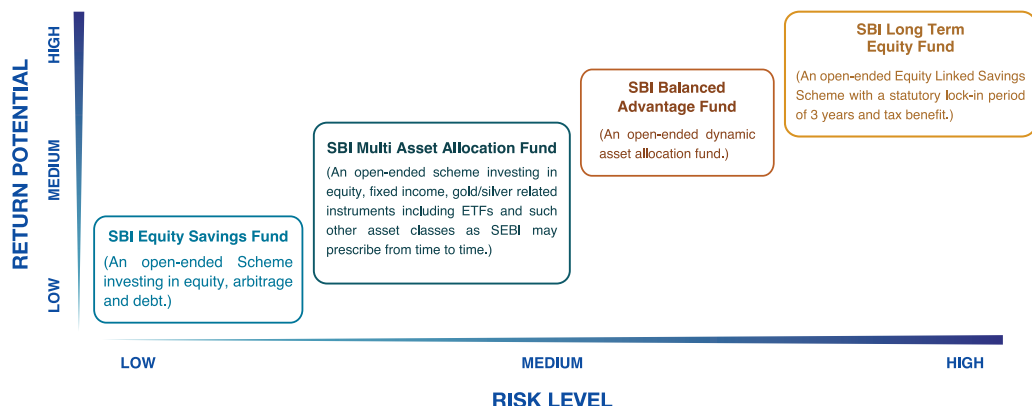 RETURN POTENTIAL
HIGH
MEDIUM
LOW
SBI Equity Savings Fund
(An open-ended Scheme
investing in equity, arbitrage
and debt.)
SBI Multi Asset Allocation Fund
(An open-ended scheme investing in
equity, fixed income, gold/silver related
instruments including ETFs and such
other asset classes as SEBI may
prescribe from time to time.)
SBI Balanced
Advantage Fund
(An open-ended dynamic
asset allocation fund.)
SBI Long Term
Equity Fund
(An open-ended Equity Linked Savings
Scheme with a statutory lock-in period
of 3 years and tax benefit.)
LOW
MEDIUM
HIGH
RISK LEVEL